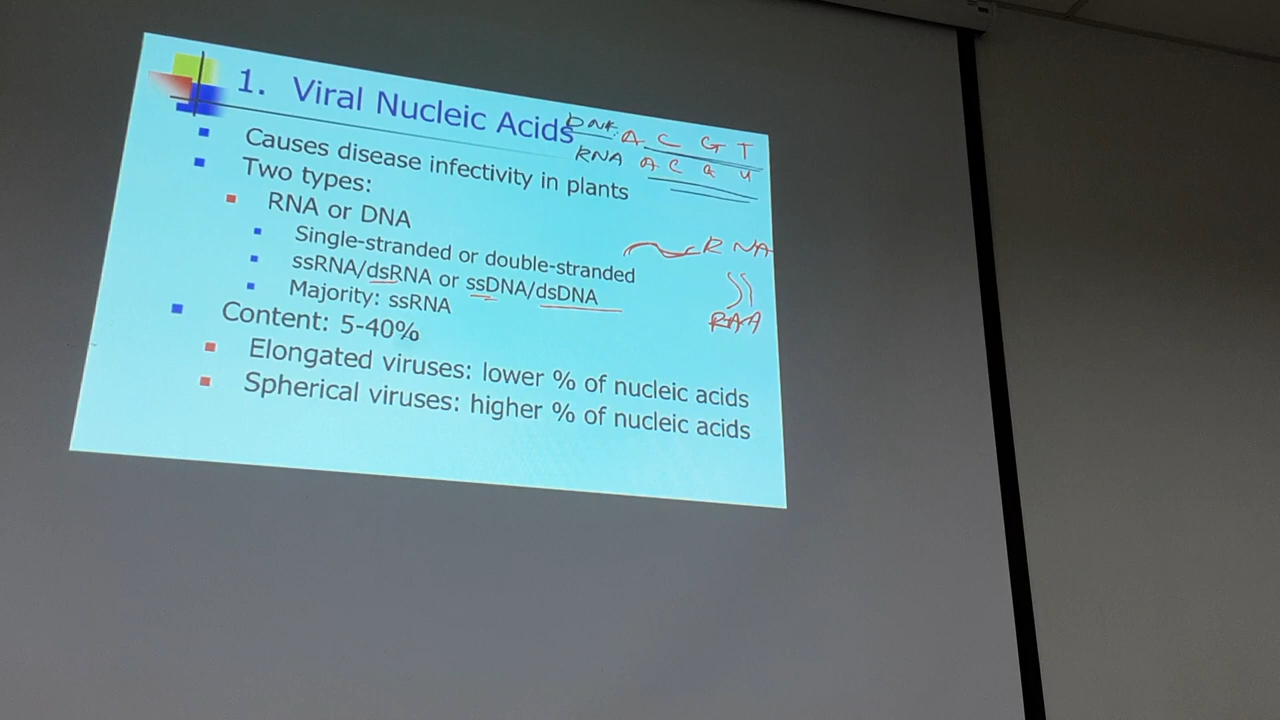 1. Viral Nucleic Acids
DNA: A C G T
RNA A C G U
Causes disease infectivity in plants
Two types:
RNA or DNA
Single-stranded or double-stranded
RNA
ssRNA/dsRNA or ssDNA/dsDNA
Majority: ssRNA
RNA
Content: 5-40%
Elongated viruses: lower % of nucleic acids
Spherical viruses: higher % of nucleic acids